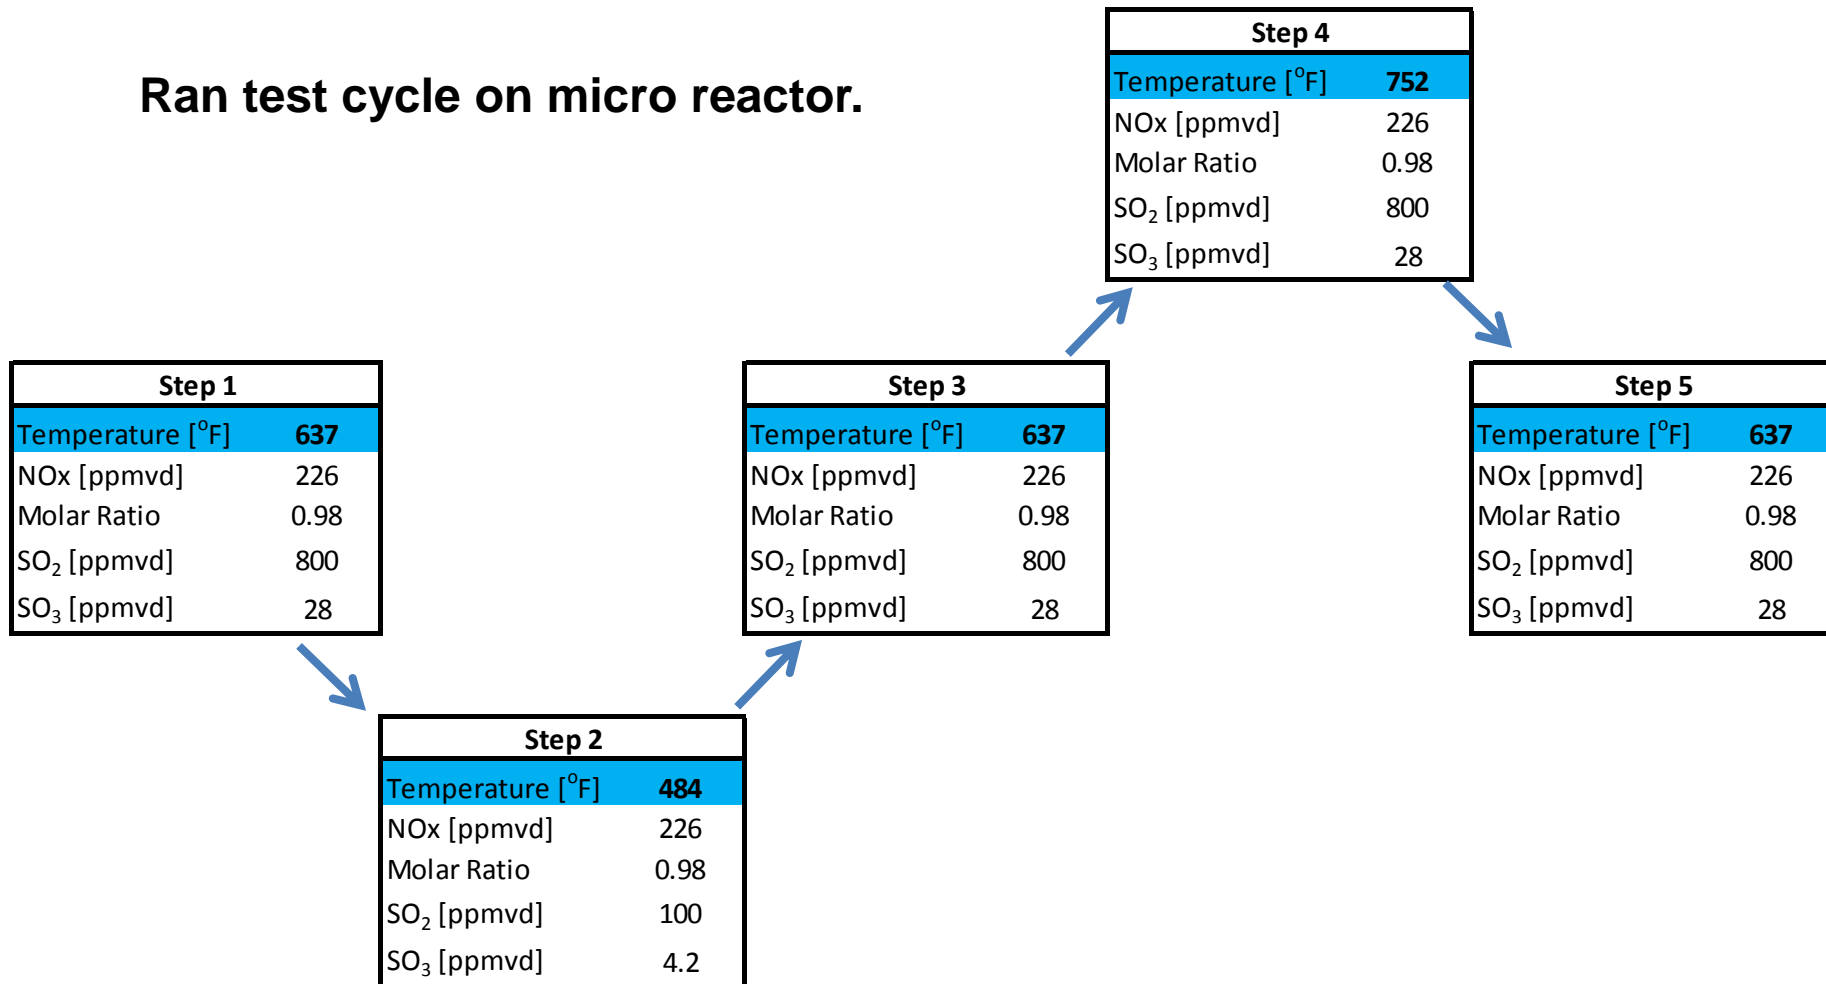 Ran test cycle on micro reactor.
Step 1
Temperature [°F] 637
NOx [ppmvd] 226
Molar Ratio 0.98
SO₂ [ppmvd] 800
SO₃ [ppmvd] 28
Step 2
Temperature [°F] 484
NOx [ppmvd] 226
Molar Ratio 0.98
SO₂ [ppmvd] 100
SO₃ [ppmvd] 4.2
Step 3
Temperature [°F] 637
NOx [ppmvd] 226
Molar Ratio 0.98
SO₂ [ppmvd] 800
SO₃ [ppmvd] 28
Step 4
Temperature [°F] 752
NOx [ppmvd] 226
Molar Ratio 0.98
SO₂ [ppmvd] 800
SO₃ [ppmvd] 28
Step 5
Temperature [°F] 637
NOx [ppmvd] 226
Molar Ratio 0.98
SO₂ [ppmvd] 800
SO₃ [ppmvd] 28